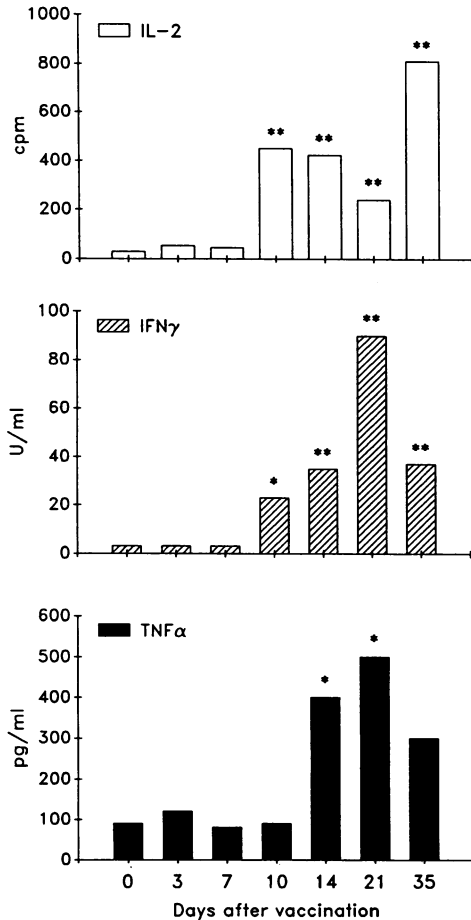 IL-2
1000
800
600
400
200
0
cpm
** ** ** **
IFNγ
100
80
60
40
20
0
U/ml
* ** ** **
TNFα
600
500
400
300
200
100
0
pg/ml
* *
0 3 7 10 14 21 35
Days after vaccination